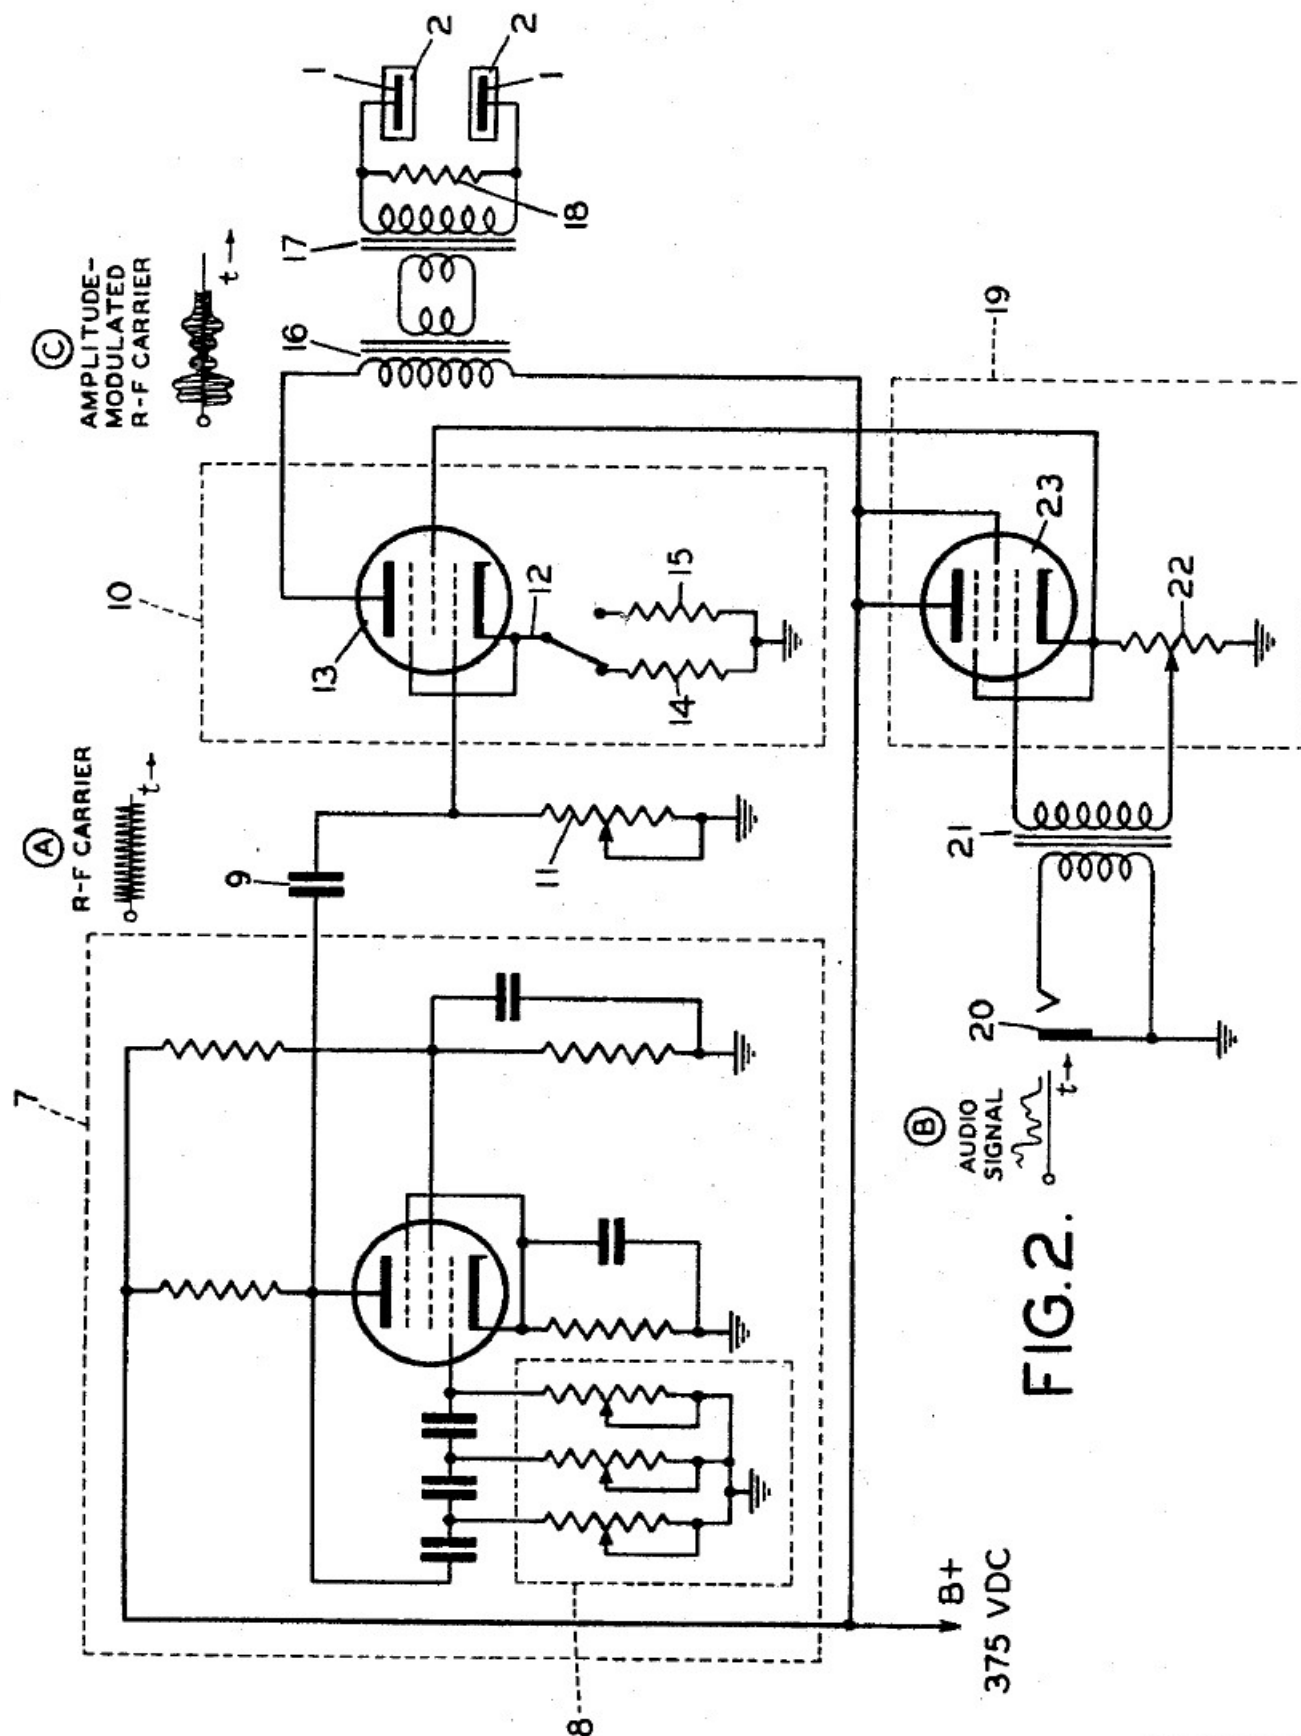 7
A
R-F CARRIER
t
C
AMPLITUDE-
MODULATED
R-F CARRIER
t
10
9
13
16
17
1
2
2
1
18
11
12
14
15
8
B+
375 VDC
B
AUDIO
SIGNAL
t
20
21
22
23
19
FIG.2.